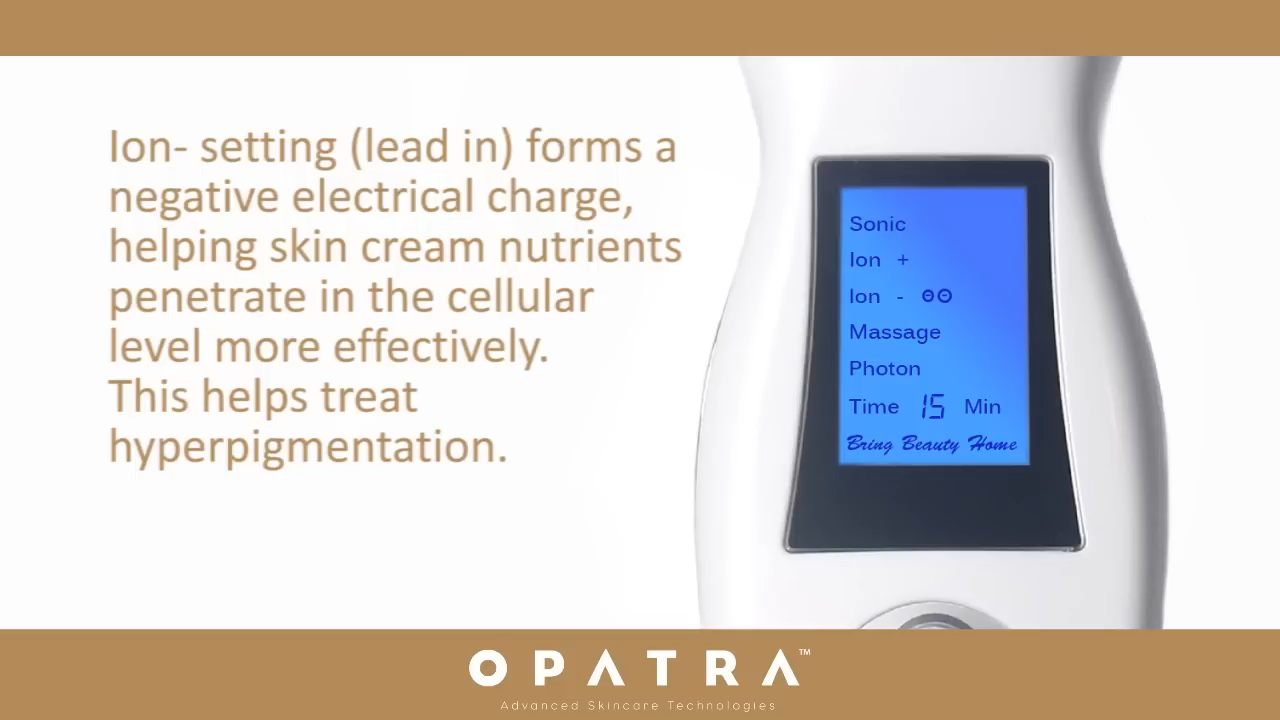 Ion- setting (lead in) forms a
negative electrical charge,
helping skin cream nutrients
penetrate in the cellular
level more effectively.
This helps treat
hyperpigmentation.
Sonic
Ion +
Ion - ΘΘ
Massage
Photon
Time 15 Min
Bring Beauty Home
OPATRA™
Advanced Skincare Technologies